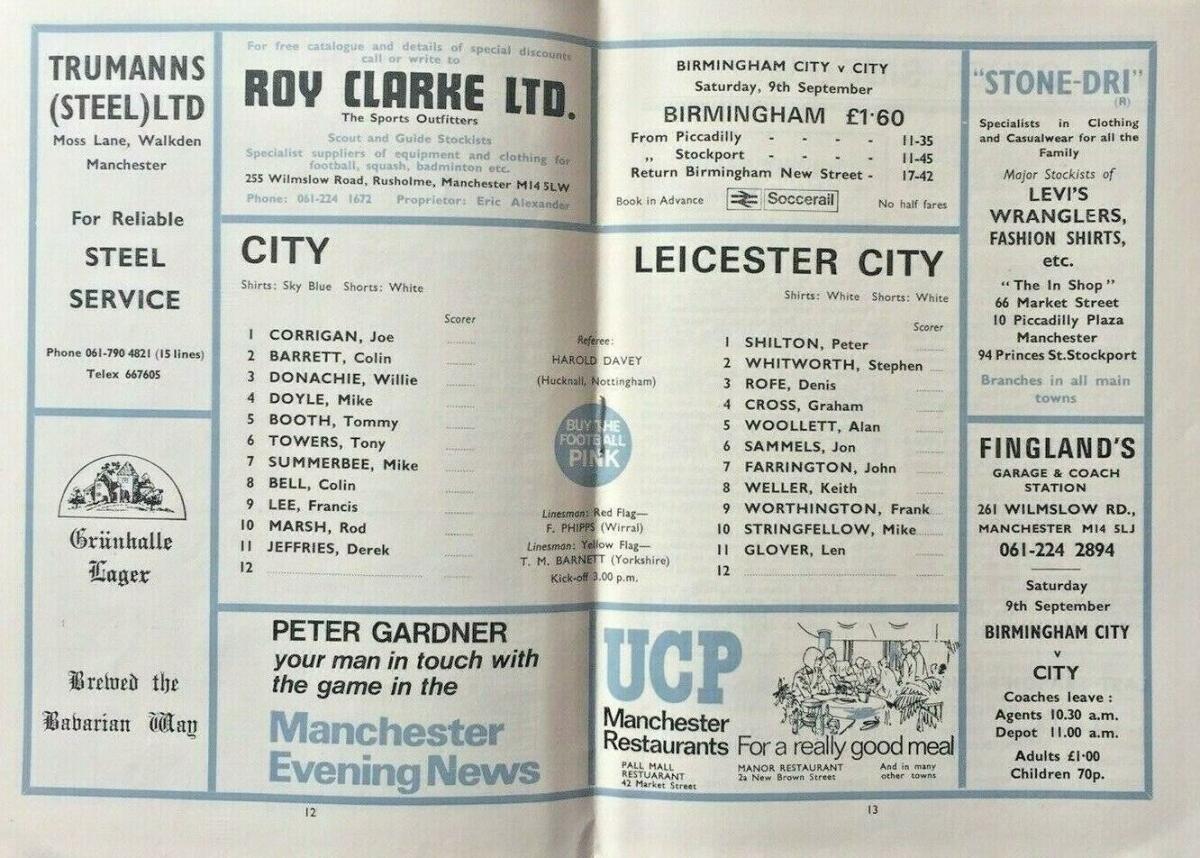 TRUMANNS
(STEEL) LTD
Moss Lane, Walkden
Manchester
For Reliable
STEEL
SERVICE
Phone 061-790 4821 (15 lines)
Telex 667605
Grünhalle
Lager
Brewed the
Bavarian Way
For free catalogue and details of special discounts
call or write to
ROY CLARKE LTD.
The Sports Outfitters
Scout and Guide Stockists
Specialist suppliers of equipment and clothing for
football, squash, badminton etc.
255 Wilmslow Road, Rusholme, Manchester M14 5LW
Phone: 061-224 1672 Proprietor: Eric Alexander
CITY
Shirts: Sky Blue Shorts: White
Scorer
1 CORRIGAN, Joe
2 BARRETT, Colin
3 DONACHIE, Willie
4 DOYLE, Mike
5 BOOTH, Tommy
6 TOWERS, Tony
7 SUMMERBEE, Mike
8 BELL, Colin
9 LEE, Francis
10 MARSH, Rod
11 JEFFRIES, Derek
12
Referee:
HAROLD DAVEY
(Hucknall, Nottingham)
BUY THE
FOOTBALL
PINK
Linesman: Red Flag—
F. PHIPPS (Wirral)
Linesman: Yellow Flag—
T. M. BARNETT (Yorkshire)
Kick-off 3.00 p.m.
PETER GARDNER
your man in touch with
the game in the
Manchester
Evening News
12
BIRMINGHAM CITY v CITY
Saturday, 9th September
BIRMINGHAM £1·60
From Piccadilly - - - - 11-35
„ Stockport - - - - 11-45
Return Birmingham New Street - 17-42
Book in Advance Soccerail No half fares
LEICESTER CITY
Shirts: White Shorts: White
Scorer
1 SHILTON, Peter
2 WHITWORTH, Stephen
3 ROFE, Denis
4 CROSS, Graham
5 WOOLLETT, Alan
6 SAMMELS, Jon
7 FARRINGTON, John
8 WELLER, Keith
9 WORTHINGTON, Frank
10 STRINGFELLOW, Mike
11 GLOVER, Len
12
UCP
Manchester
Restaurants For a really good meal
PALL MALL
RESTUARANT
42 Market Street
MANOR RESTAURANT
2a New Brown Street
And in many
other towns
"STONE-DRI"
(R)
Specialists in Clothing
and Casualwear for all the
Family
Major Stockists of
LEVI'S
WRANGLERS,
FASHION SHIRTS,
etc.
"The In Shop"
66 Market Street
10 Piccadilly Plaza
Manchester
94 Princes St. Stockport
Branches in all main
towns
FINGLAND'S
GARAGE & COACH
STATION
261 WILMSLOW RD.,
MANCHESTER M14 5LJ
061-224 2894
Saturday
9th September
BIRMINGHAM CITY
v
CITY
Coaches leave :
Agents 10.30 a.m.
Depot 11.00 a.m.
Adults £1·00
Children 70p.
13